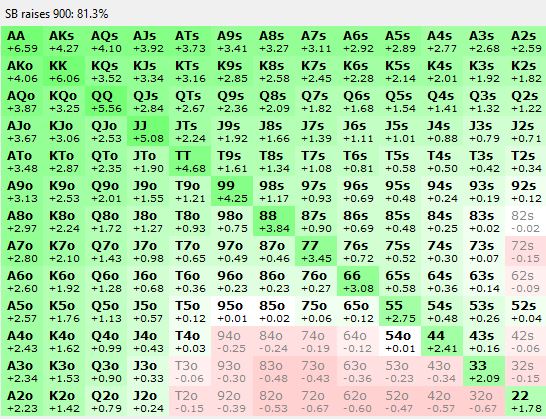 SB raises 900: 81.3%
AA AKs AQs AJs ATs A9s A8s A7s A6s A5s A4s A3s A2s
+6.59 +4.27 +4.10 +3.92 +3.73 +3.41 +3.27 +3.11 +2.92 +2.89 +2.77 +2.68 +2.59
AKo KK KQs KJs KTs K9s K8s K7s K6s K5s K4s K3s K2s
+4.06 +6.06 +3.52 +3.34 +3.16 +2.85 +2.58 +2.45 +2.28 +2.14 +2.01 +1.92 +1.82
AQo KQo QQ QJs QTs Q9s Q8s Q7s Q6s Q5s Q4s Q3s Q2s
+3.87 +3.25 +5.56 +2.84 +2.67 +2.36 +2.09 +1.82 +1.68 +1.54 +1.41 +1.32 +1.22
AJo KJo QJo JJ JTs J9s J8s J7s J6s J5s J4s J3s J2s
+3.67 +3.06 +2.53 +5.08 +2.24 +1.92 +1.66 +1.39 +1.11 +1.01 +0.88 +0.79 +0.71
ATo KTo QTo JTo TT T9s T8s T7s T6s T5s T4s T3s T2s
+3.48 +2.87 +2.35 +1.90 +4.68 +1.61 +1.34 +1.08 +0.81 +0.58 +0.50 +0.42 +0.34
A9o K9o Q9o J9o T9o 99 98s 97s 96s 95s 94s 93s 92s
+3.13 +2.53 +2.01 +1.55 +1.21 +4.25 +1.17 +0.93 +0.69 +0.48 +0.24 +0.19 +0.12
A8o K8o Q8o J8o T8o 98o 88 87s 86s 85s 84s 83s 82s
+2.97 +2.24 +1.72 +1.27 +0.93 +0.75 +3.84 +0.90 +0.69 +0.48 +0.25 +0.02 -0.02
A7o K7o Q7o J7o T7o 97o 87o 77 76s 75s 74s 73s 72s
+2.80 +2.10 +1.43 +0.98 +0.65 +0.49 +0.46 +3.45 +0.72 +0.52 +0.30 +0.07 -0.15
A6o K6o Q6o J6o T6o 96o 86o 76o 66 65s 64s 63s 62s
+2.60 +1.92 +1.28 +0.68 +0.36 +0.23 +0.23 +0.27 +3.08 +0.58 +0.36 +0.14 -0.09
A5o K5o Q5o J5o T5o 95o 85o 75o 65o 55 54s 53s 52s
+2.57 +1.76 +1.13 +0.57 +0.12 +0.01 +0.02 +0.06 +0.12 +2.75 +0.48 +0.26 +0.04
A4o K4o Q4o J4o T4o 94o 84o 74o 64o 54o 44 43s 42s
+2.43 +1.62 +0.99 +0.43 +0.03 -0.25 -0.24 -0.19 -0.12 +0.01 +2.41 +0.16 -0.06
A3o K3o Q3o J3o T3o 93o 83o 73o 63o 53o 43o 33 32s
+2.34 +1.53 +0.90 +0.33 -0.06 -0.30 -0.48 -0.43 -0.36 -0.23 -0.34 +2.09 -0.15
A2o K2o Q2o J2o T2o 92o 82o 72o 62o 52o 42o 32o 22
+2.22 +1.42 +0.79 +0.24 -0.15 -0.39 -0.53 -0.67 -0.60 -0.47 -0.57 -0.67 +1.78